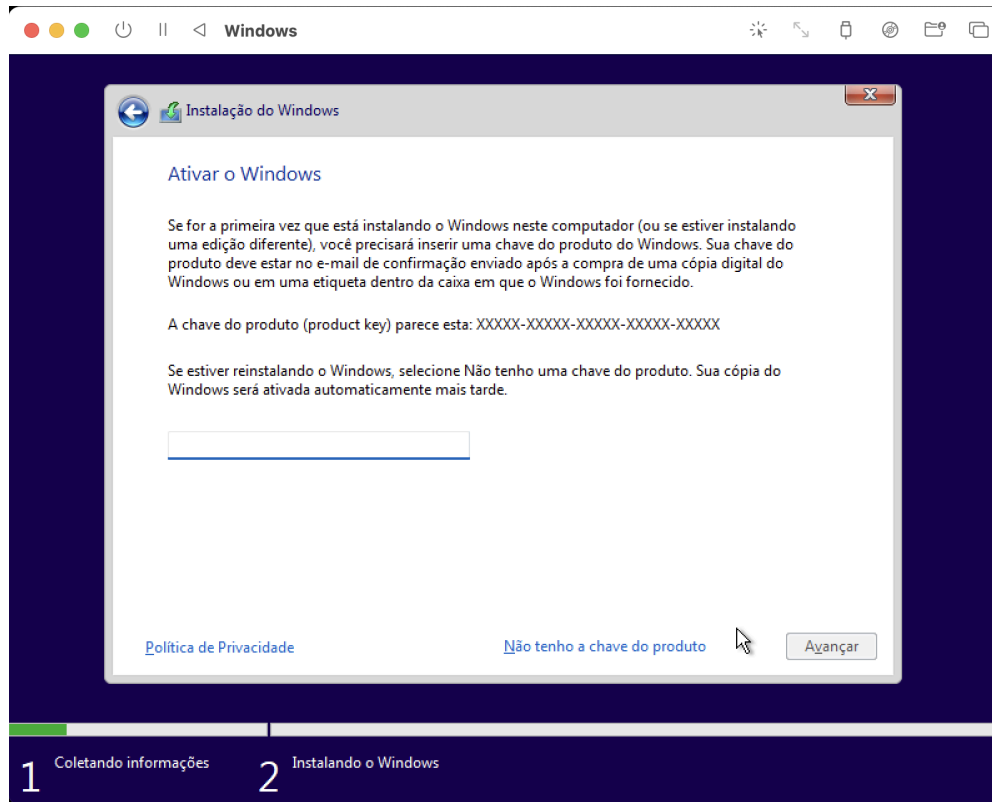 Windows
Instalação do Windows
Ativar o Windows
Se for a primeira vez que está instalando o Windows neste computador (ou se estiver instalando
uma edição diferente), você precisará inserir uma chave do produto do Windows. Sua chave do
produto deve estar no e-mail de confirmação enviado após a compra de uma cópia digital do
Windows ou em uma etiqueta dentro da caixa em que o Windows foi fornecido.
A chave do produto (product key) parece esta: XXXXX-XXXXX-XXXXX-XXXXX-XXXXX
Se estiver reinstalando o Windows, selecione Não tenho uma chave do produto. Sua cópia do
Windows será ativada automaticamente mais tarde.
Política de Privacidade
Não tenho a chave do produto
Avançar
1 Coletando informações
2 Instalando o Windows